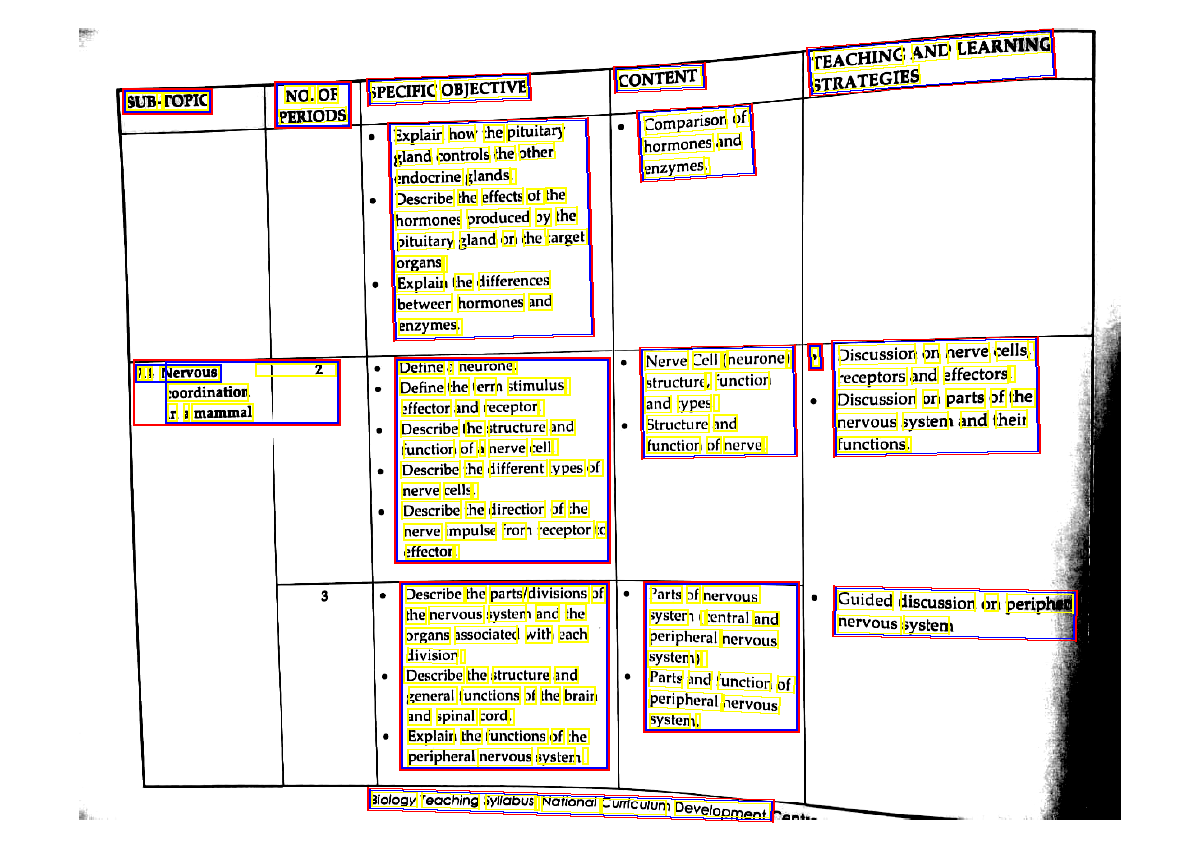 SUB-TOPIC
NO. OF
PERIODS
SPECIFIC OBJECTIVE
CONTENT
TEACHING AND LEARNING
STRATEGIES
• Explain how the pituitary
gland controls the other
endocrine glands.
• Describe the effects of the
hormones produced by the
pituitary gland on the target
organs
• Explain the differences
between hormones and
enzymes.
• Comparison of
hormones and
enzymes.
Nervous
coordination
in a mammal
2
• Define a neurone.
• Define the term stimulus
effector and receptor.
• Describe the structure and
function of a nerve cell
• Describe the different types of
nerve cells.
• Describe the direction of the
nerve impulse from receptor to
effector.
• Nerve Cell (neurone)
structure, function
and types
• Structure and
function of nerve
• Discussion on nerve cells,
receptors and effectors
• Discussion on parts of the
nervous system and their
functions.
3
• Describe the parts/divisions of
the nervous system and the
organs associated with each
division
• Describe the structure and
general functions of the brain
and spinal cord.
• Explain the functions of the
peripheral nervous system
• Parts of nervous
system (central and
peripheral nervous
system)
• Parts and function of
peripheral nervous
system.
• Guided discussion on peripheral
nervous system
Biology Teaching Syllabus National Curriculum Development Centre